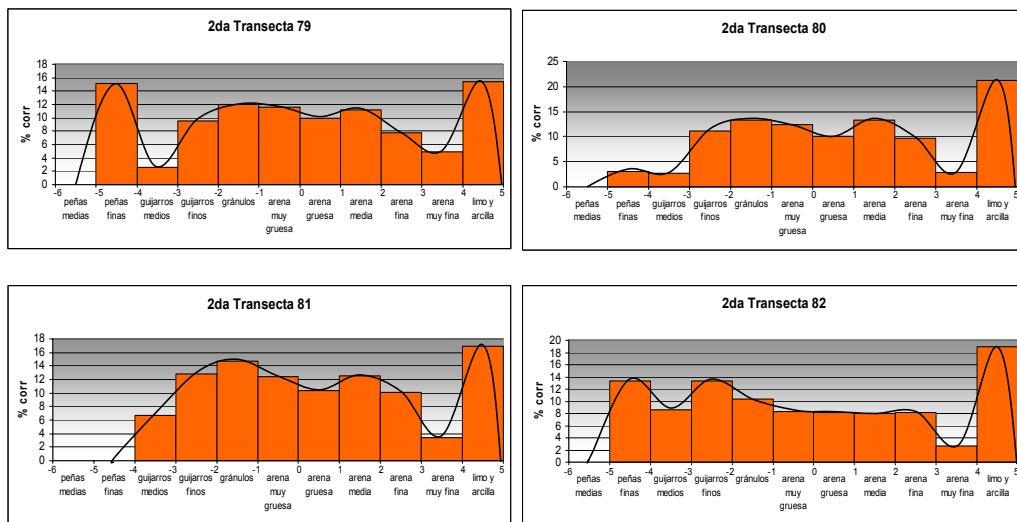 2da Transecta 79
% corr
18
16
14
12
10
8
6
4
2
0
-6 -5 -4 -3 -2 -1 0 1 2 3 4 5
peñas medias
peñas finas
guijarros medios
guijarros finos
gránulos
arena muy gruesa
arena gruesa
arena media
arena fina
arena muy fina
limo y arcilla
2da Transecta 80
% corr
25
20
15
10
5
0
-6 -5 -4 -3 -2 -1 0 1 2 3 4 5
peñas medias
peñas finas
guijarros medios
guijarros finos
gránulos
arena muy gruesa
arena gruesa
arena media
arena fina
arena muy fina
limo y arcilla
2da Transecta 81
% corr
18
16
14
12
10
8
6
4
2
0
-6 -5 -4 -3 -2 -1 0 1 2 3 4 5
peñas medias
peñas finas
guijarros medios
guijarros finos
gránulos
arena muy gruesa
arena gruesa
arena media
arena fina
arena muy fina
limo y arcilla
2da Transecta 82
% corr
20
18
16
14
12
10
8
6
4
2
0
-6 -5 -4 -3 -2 -1 0 1 2 3 4 5
peñas medias
peñas finas
guijarros medios
guijarros finos
gránulos
arena muy gruesa
arena gruesa
arena media
arena fina
arena muy fina
limo y arcilla